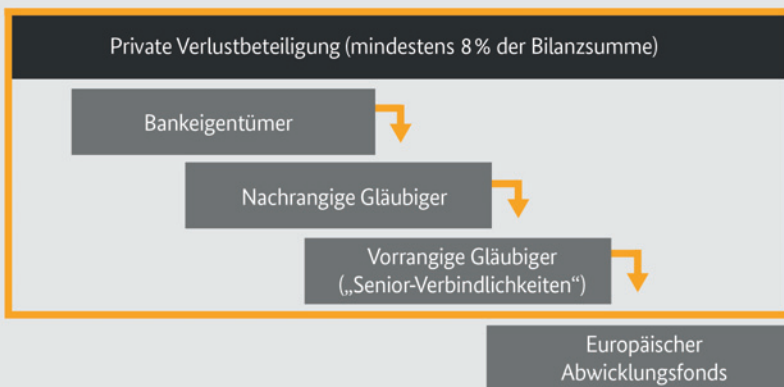 Private Verlustbeteiligung (mindestens 8 % der Bilanzsumme)
Bankeigentümer
Nachrangige Gläubiger
Vorrangige Gläubiger
(„Senior-Verbindlichkeiten“)
Europäischer
Abwicklungsfonds